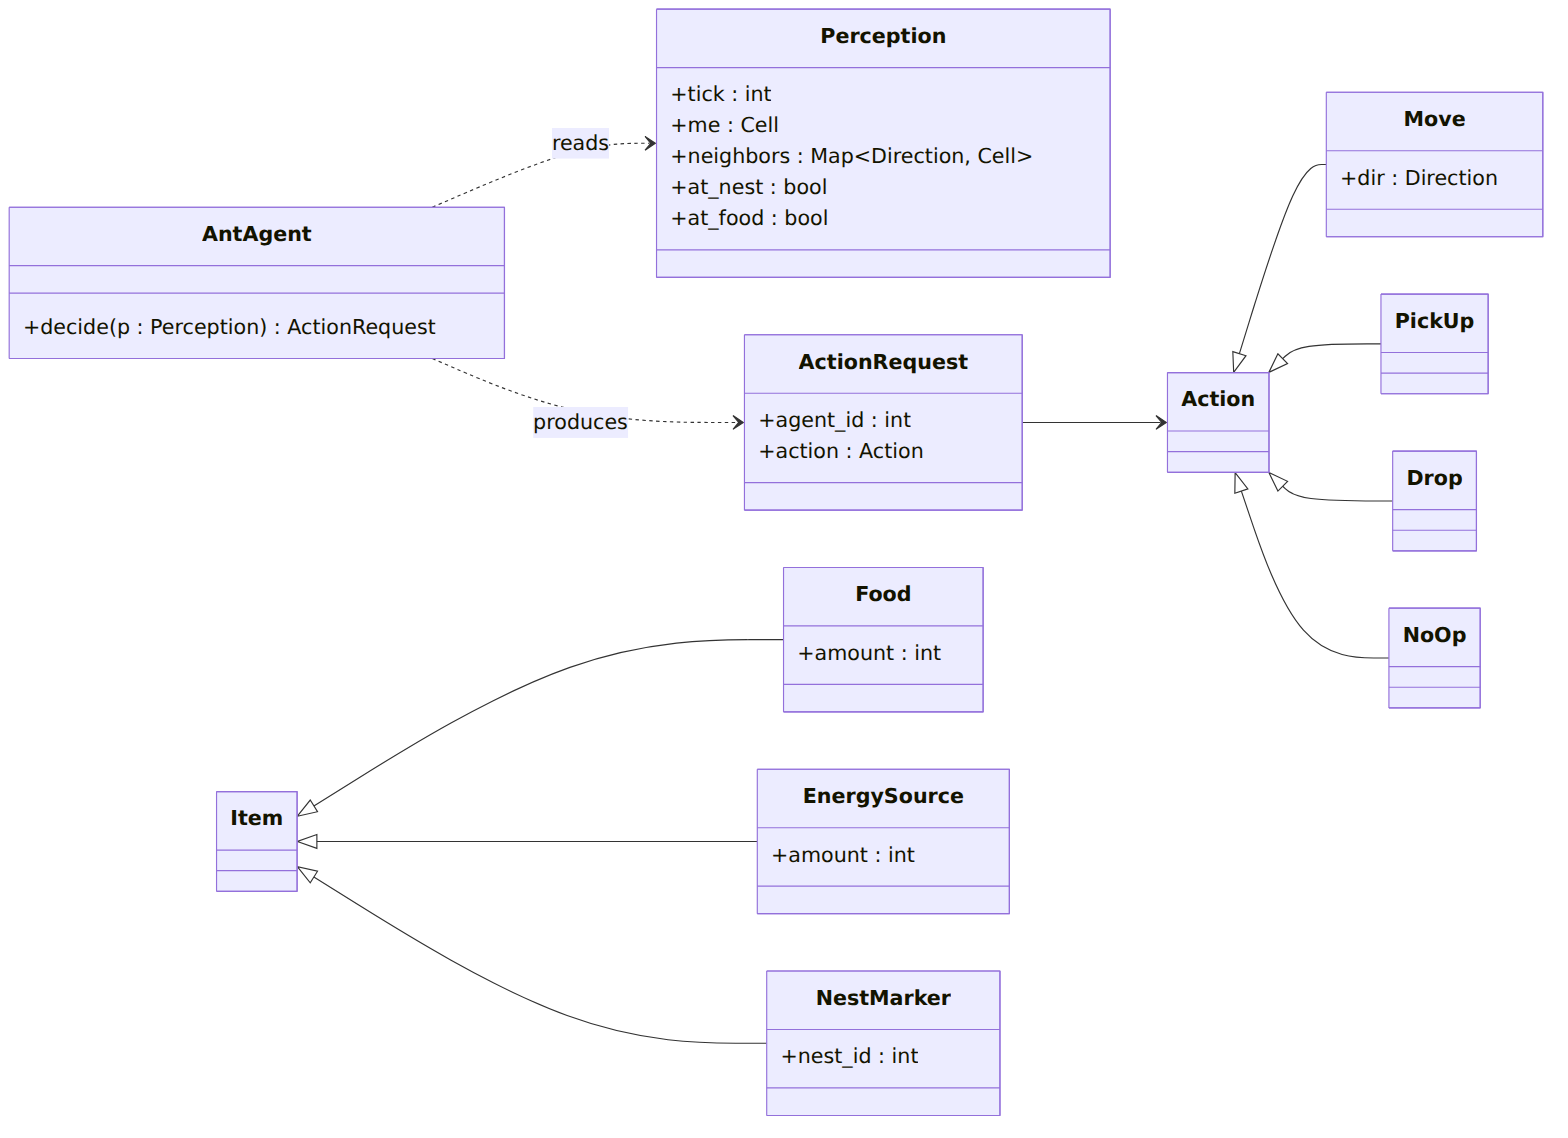 Perception
+tick : int
+me : Cell
+neighbors : Map<Direction, Cell>
+at_nest : bool
+at_food : bool
reads
AntAgent
+decide(p : Perception) : ActionRequest
produces
ActionRequest
+agent_id : int
+action : Action
Action
Move
+dir : Direction
PickUp
Drop
NoOp
Food
+amount : int
Item
EnergySource
+amount : int
NestMarker
+nest_id : int